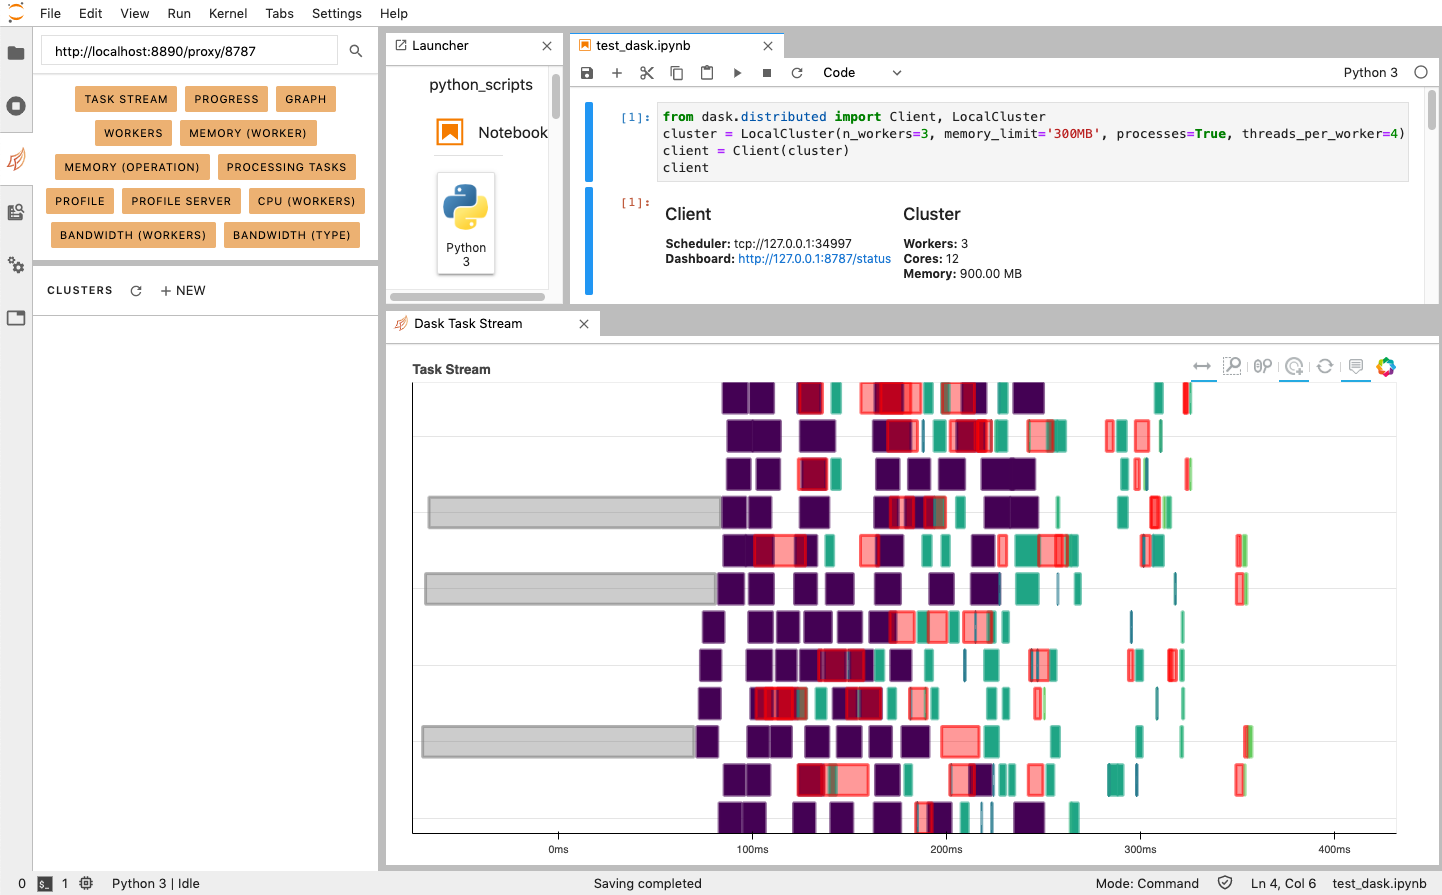 File Edit View Run Kernel Tabs Settings Help
http://localhost:8890/proxy/8787
TASK STREAM PROGRESS GRAPH
WORKERS MEMORY (WORKER)
MEMORY (OPERATION) PROCESSING TASKS
PROFILE PROFILE SERVER CPU (WORKERS)
BANDWIDTH (WORKERS) BANDWIDTH (TYPE)
CLUSTERS + NEW
Launcher
python_scripts
Notebook
Python
3
test_dask.ipynb
Code Python 3
[1]: from dask.distributed import Client, LocalCluster
cluster = LocalCluster(n_workers=3, memory_limit='300MB', processes=True, threads_per_worker=4)
client = Client(cluster)
client
[1]:
Client
Scheduler: tcp://127.0.0.1:34997
Dashboard: http://127.0.0.1:8787/status
Cluster
Workers: 3
Cores: 12
Memory: 900.00 MB
Dask Task Stream
Task Stream
0ms 100ms 200ms 300ms 400ms
0 $_ 1 Python 3 | Idle Saving completed Mode: Command Ln 4, Col 6 test_dask.ipynb